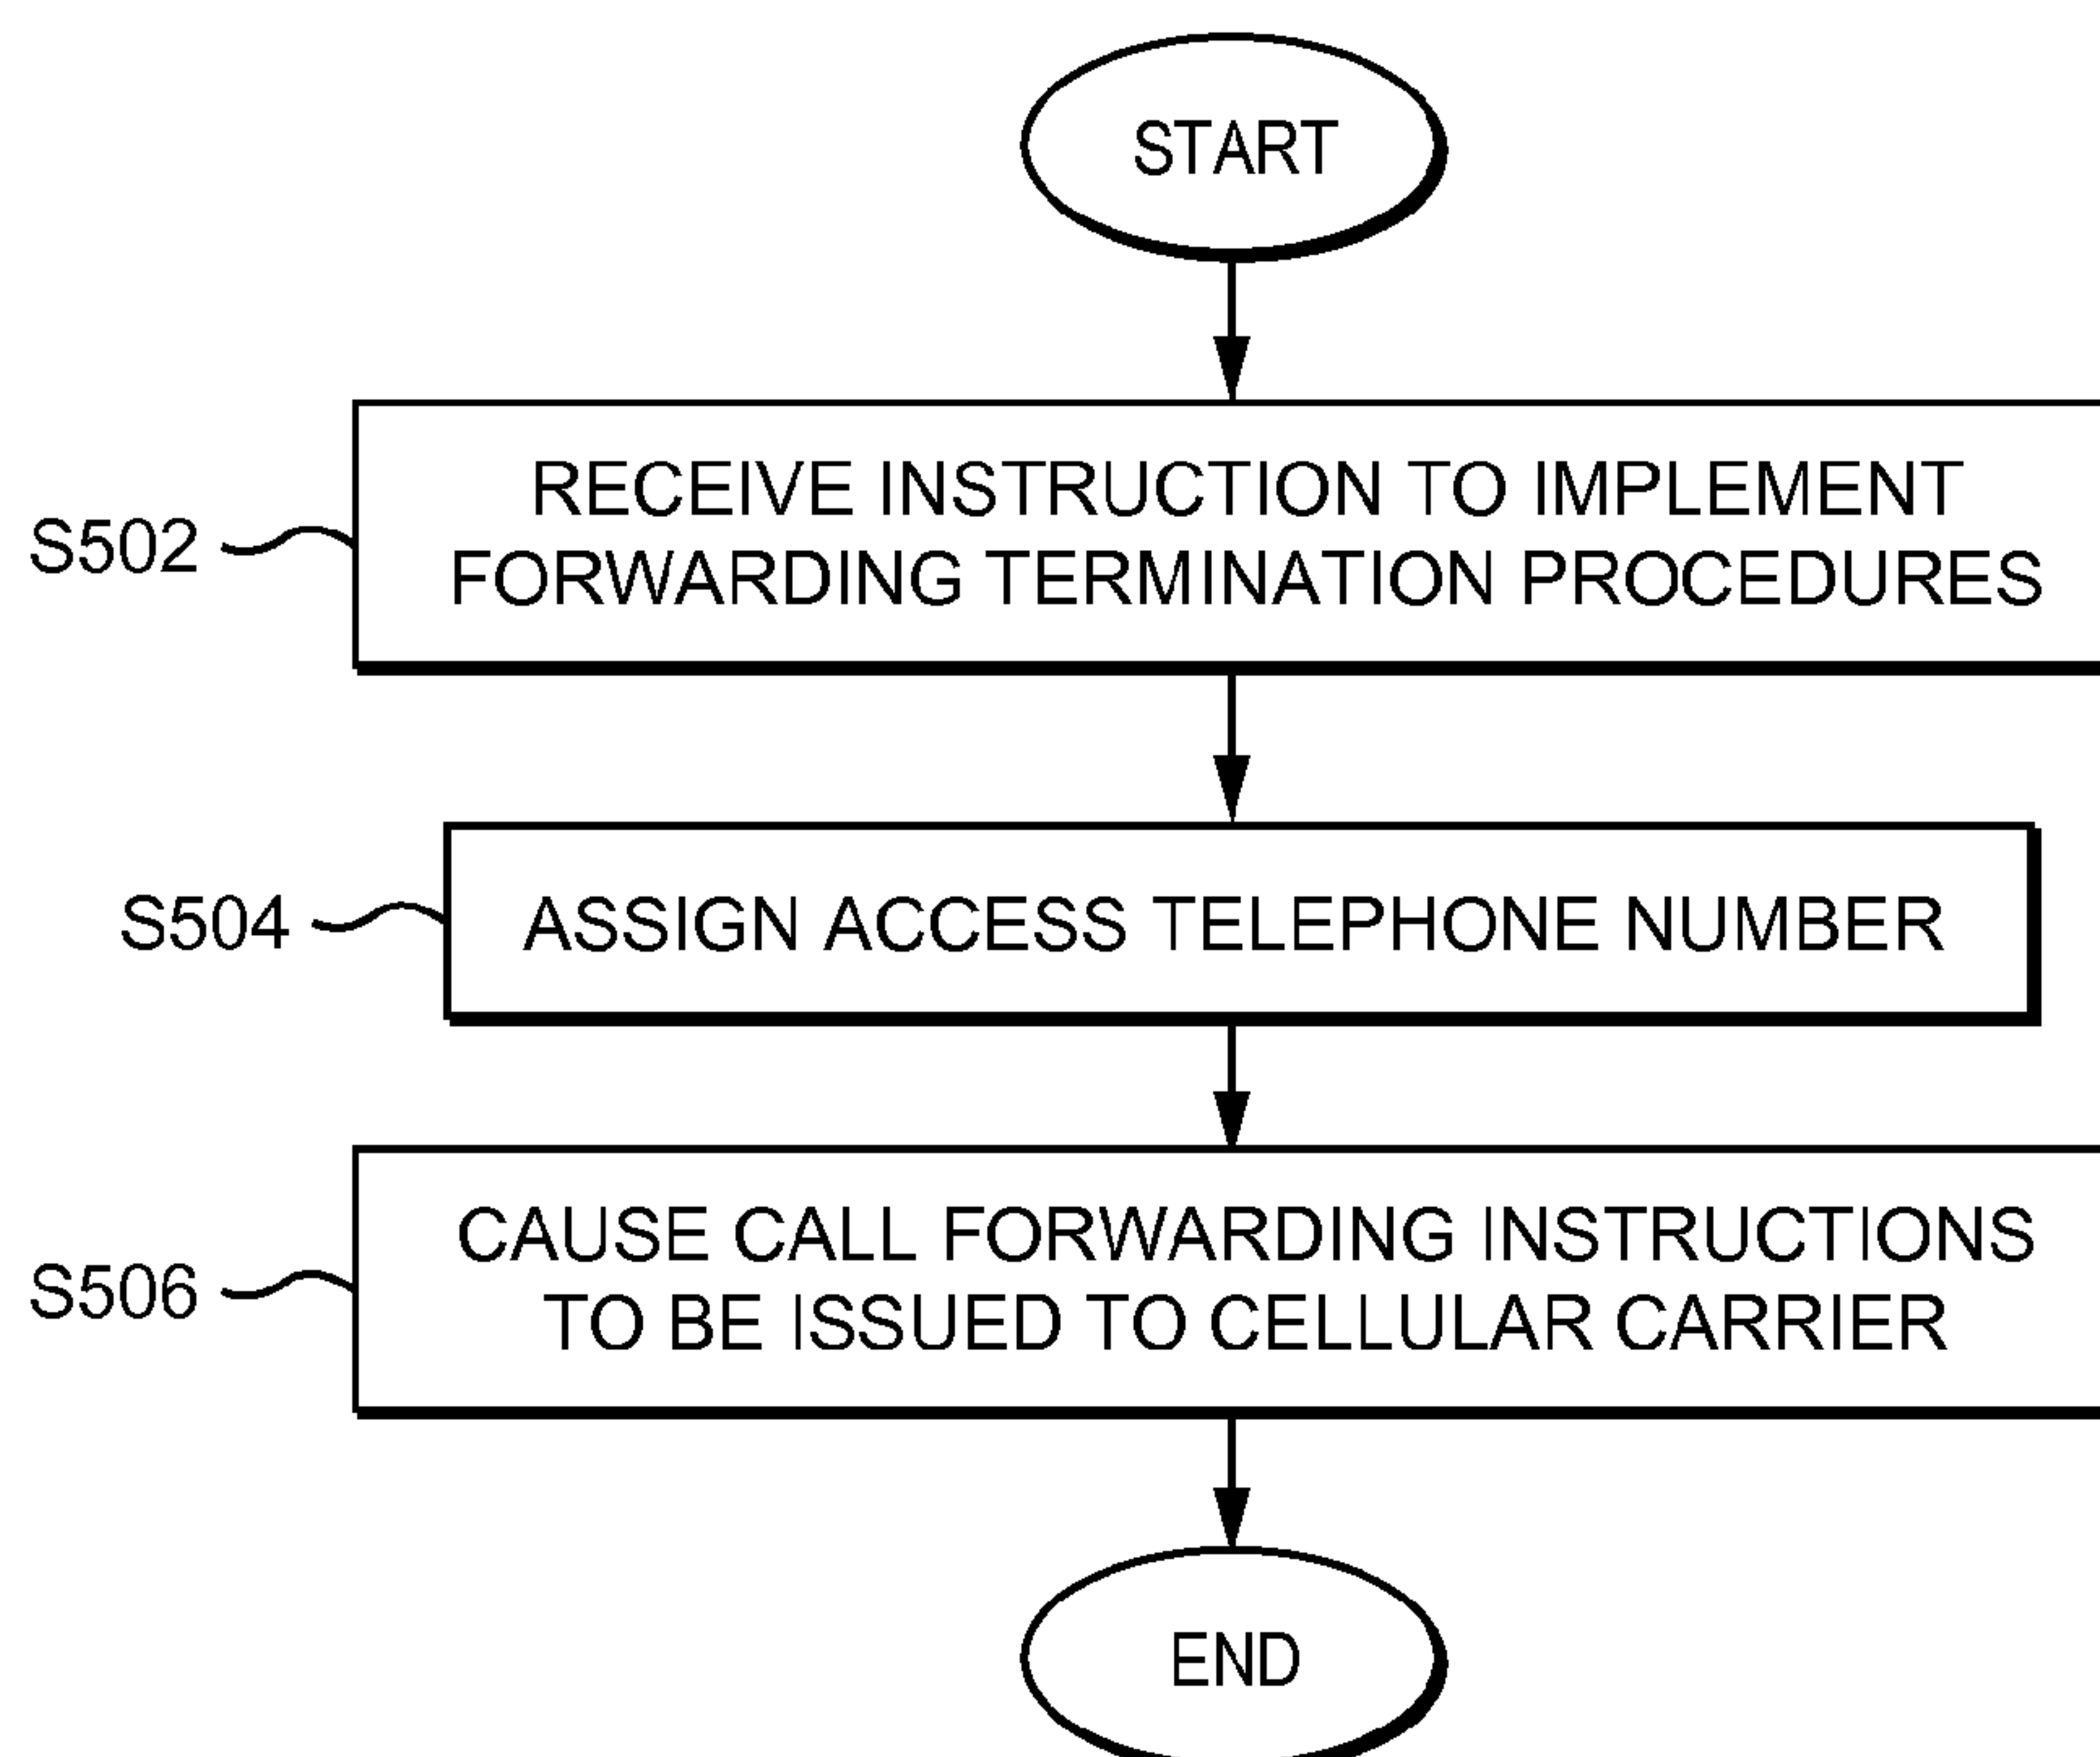 START
RECEIVE INSTRUCTION TO IMPLEMENT
FORWARDING TERMINATION PROCEDURES
S502
ASSIGN ACCESS TELEPHONE NUMBER
S504
CAUSE CALL FORWARDING INSTRUCTIONS
TO BE ISSUED TO CELLULAR CARRIER
S506
END